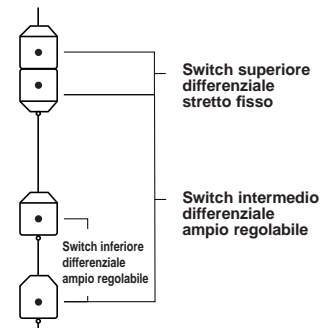 Switch superiore
differenziale
stretto fisso
Switch intermedio
differenziale
ampio regolabile
Switch inferiore
differenziale
ampio regolabile